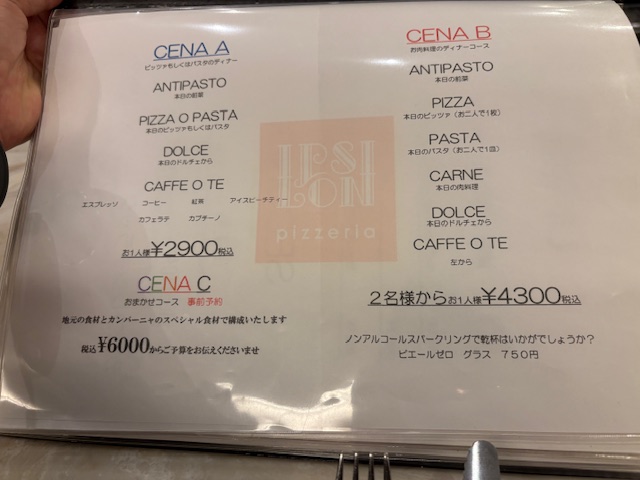 CENA A
ピッツァもしくはパスタのディナー
ANTIPASTO
本日の前菜
PIZZA O PASTA
本日のピッツァもしくはパスタ
DOLCE
本日のドルチェから
CAFFE O TE
エスプレッソ コーヒー 紅茶 アイスピーチティー
カフェラテ カプチーノ
お1人様¥2900税込
CENA C
おまかせコース 事前予約
地元の食材とカンパーニャのスペシャル食材で構成いたします
税込¥6000からご予算をお伝えくださいませ
CENA B
お肉料理のディナーコース
ANTIPASTO
本日の前菜
PIZZA
本日のピッツァ(お二人で1枚)
PASTA
本日のパスタ(お二人で1皿)
CARNE
本日の肉料理
DOLCE
本日のドルチェから
CAFFE O TE
左から
2名様からお1人様¥4300税込
ノンアルコールスパークリングで乾杯はいかがでしょうか?
ピエールゼロ グラス 750円
IPSI
LON
pizzeria